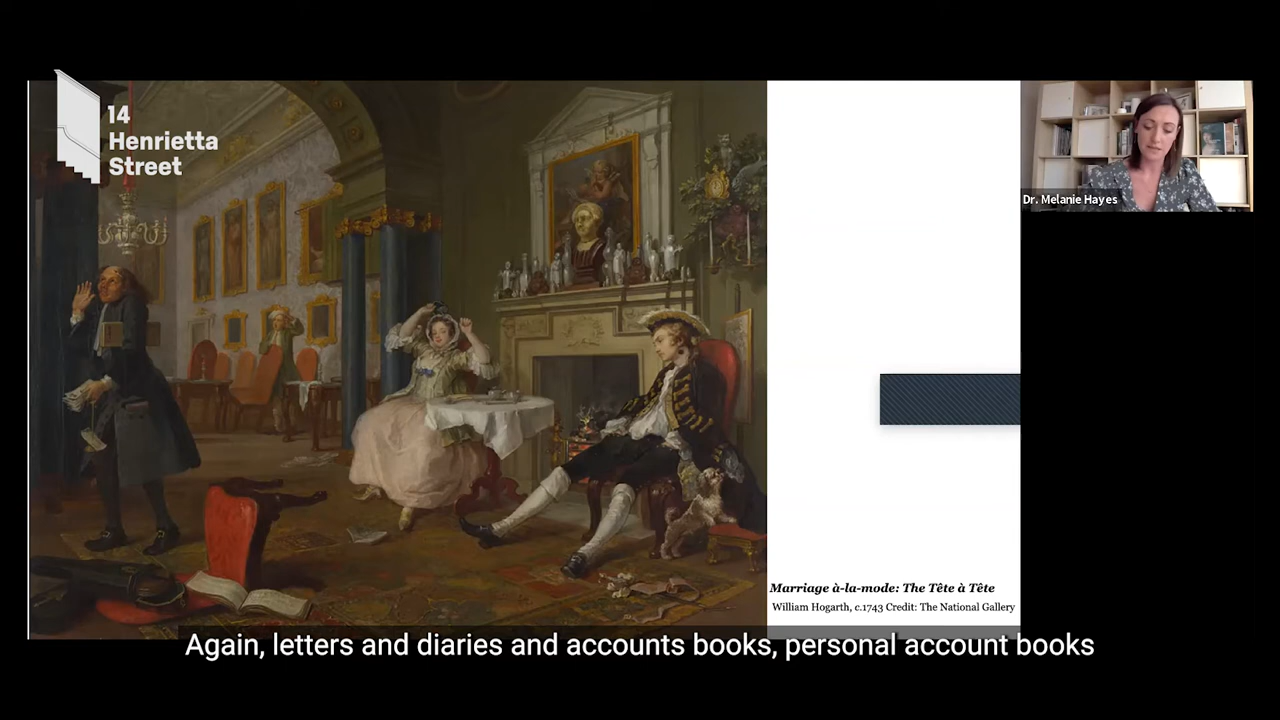 14
Henrietta
Street
Dr. Melanie Hayes
Marriage à-la-mode: The Tête à Tête
William Hogarth, c.1743 Credit: The National Gallery
Again, letters and diaries and accounts books, personal account books